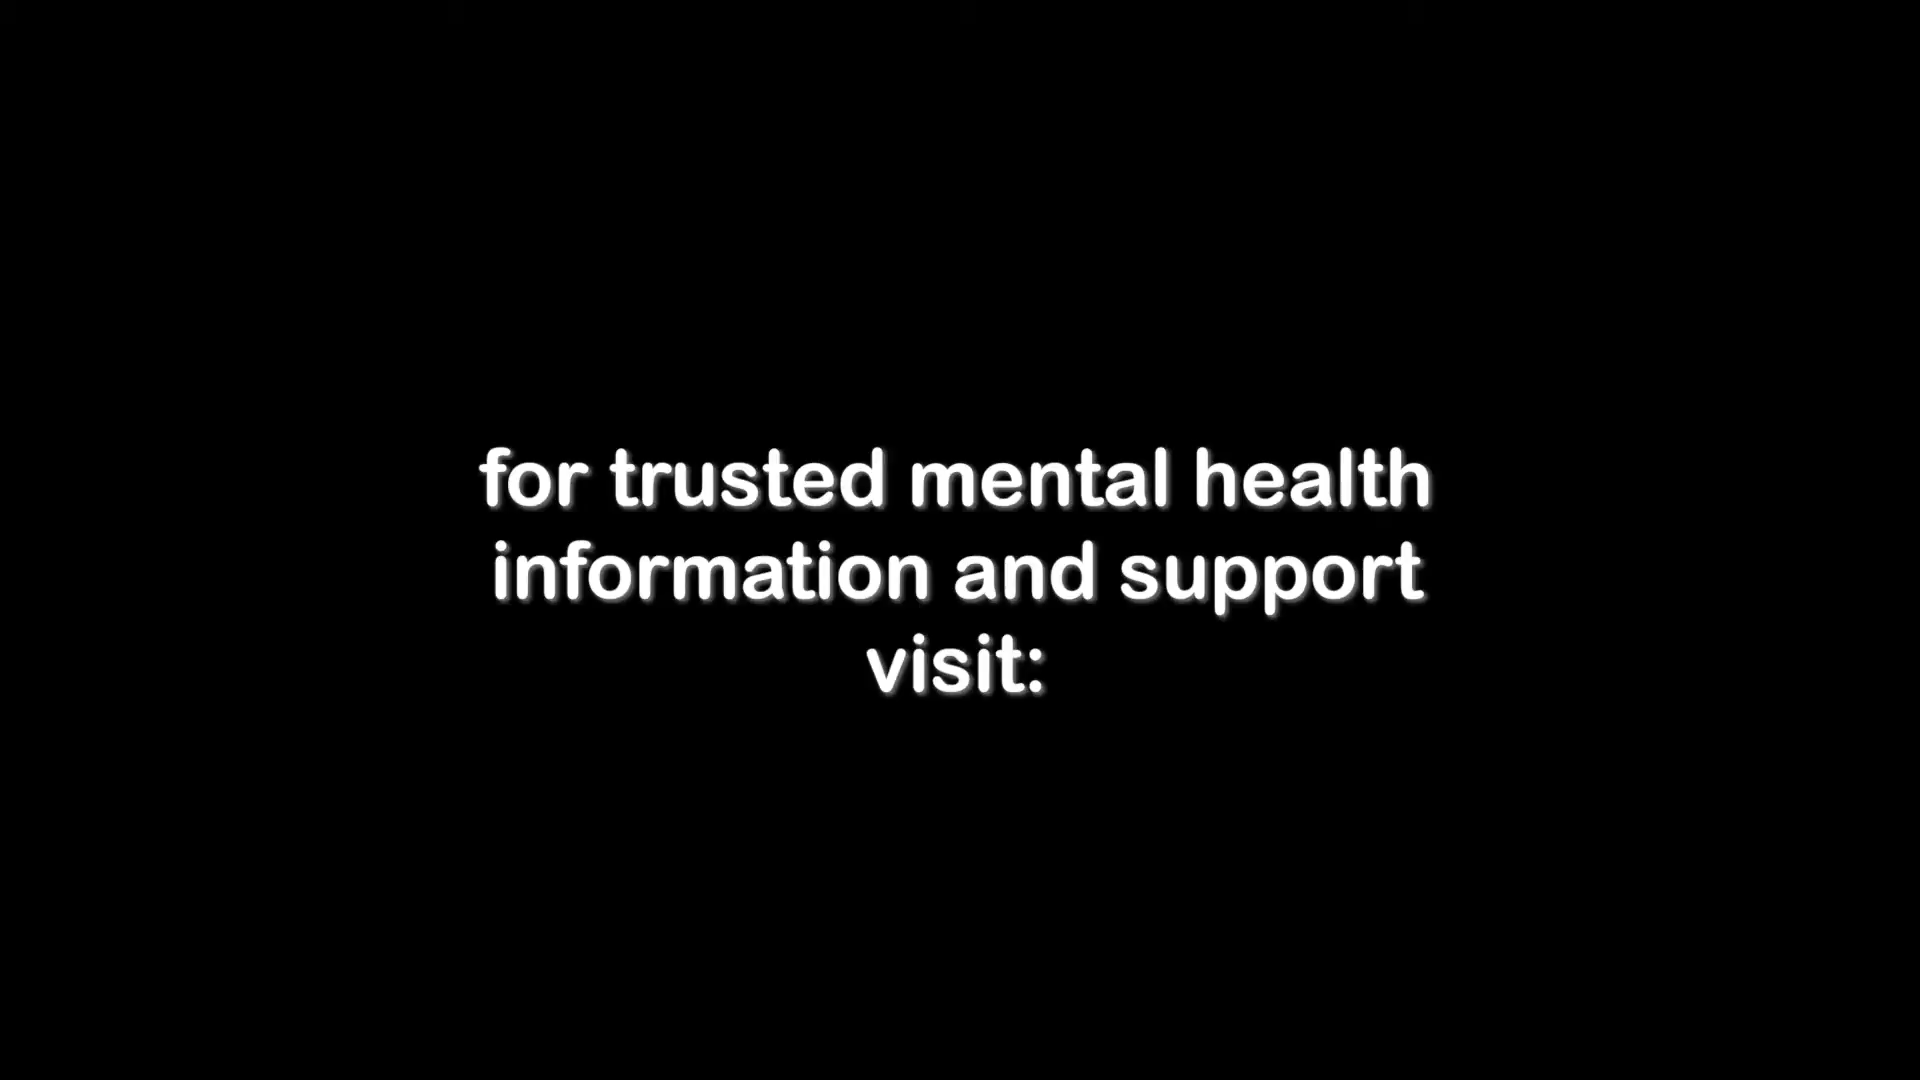 for trusted mental health
information and support
visit: